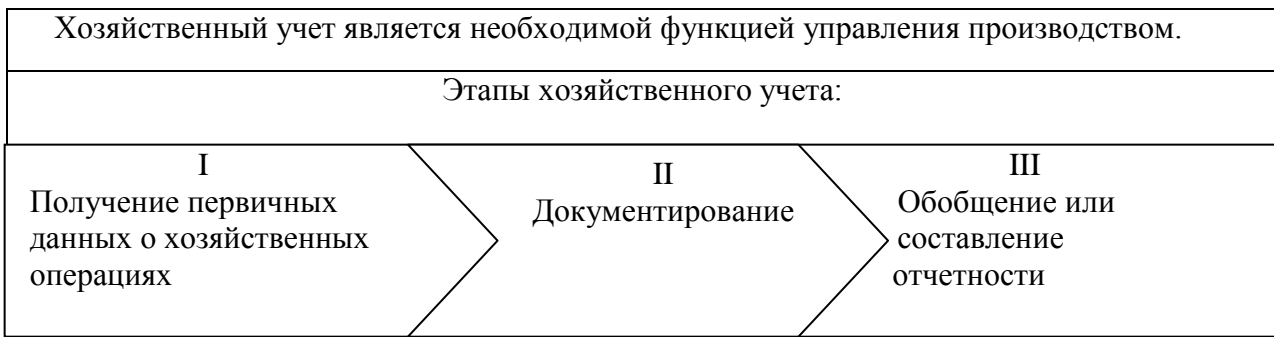 Хозяйственный учет является необходимой функцией управления производством.
Этапы хозяйственного учета:
I
Получение первичных
данных о хозяйственных
операциях
II
Документирование
III
Обобщение или
составление
отчетности